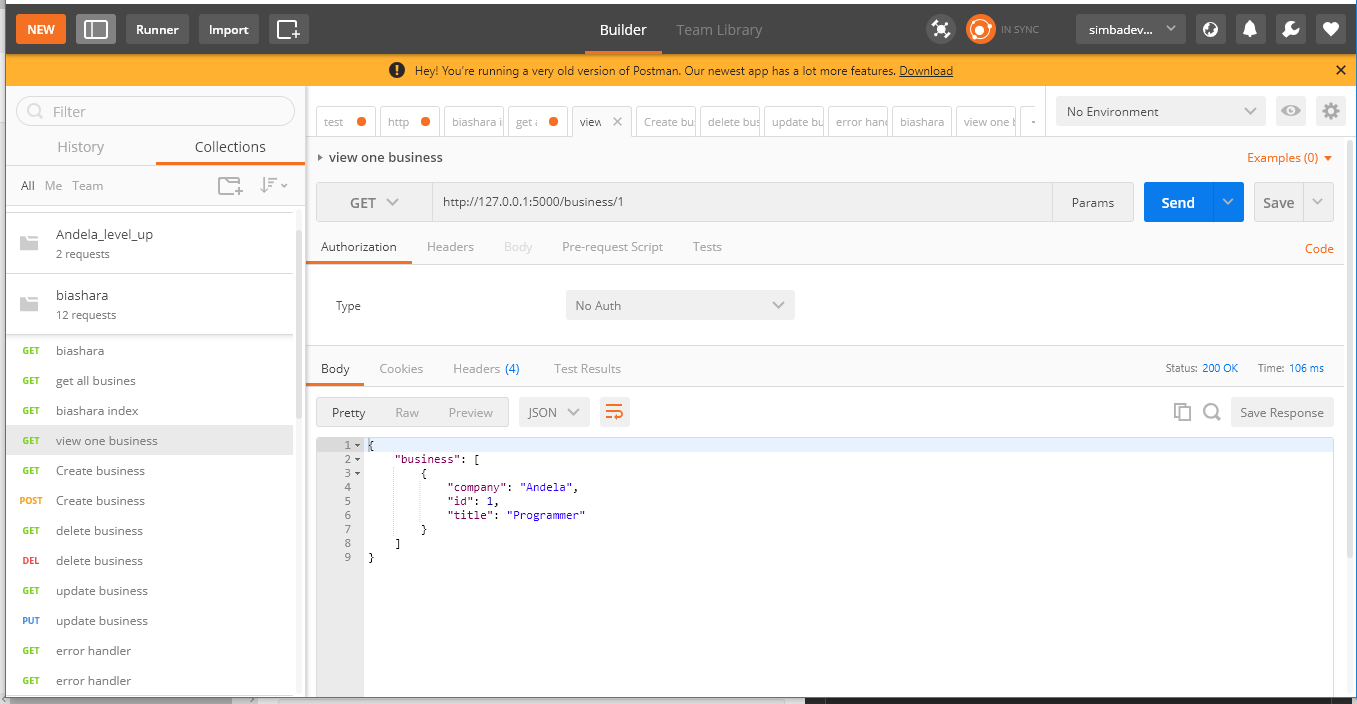 NEW Runner Import Builder Team Library IN SYNC simbadev...
Hey! You're running a very old version of Postman. Our newest app has a lot more features. Download
Filter
History Collections
All Me Team
Andela_level_up
2 requests
biashara
12 requests
GET biashara
GET get all busines
GET biashara index
GET view one business
GET Create business
POST Create business
GET delete business
DEL delete business
GET update business
PUT update business
GET error handler
GET error handler
test http biashara i get a view Create bus delete bus update bu error hand biashara view one b
No Environment
view one business Examples (0)
GET http://127.0.0.1:5000/business/1 Params Send Save
Authorization Headers Body Pre-request Script Tests Code
Type No Auth
Body Cookies Headers (4) Test Results Status: 200 OK Time: 106 ms
Pretty Raw Preview JSON Save Response
1 {
2 "business": [
3 {
4 "company": "Andela",
5 "id": 1,
6 "title": "Programmer"
7 }
8 ]
9 }